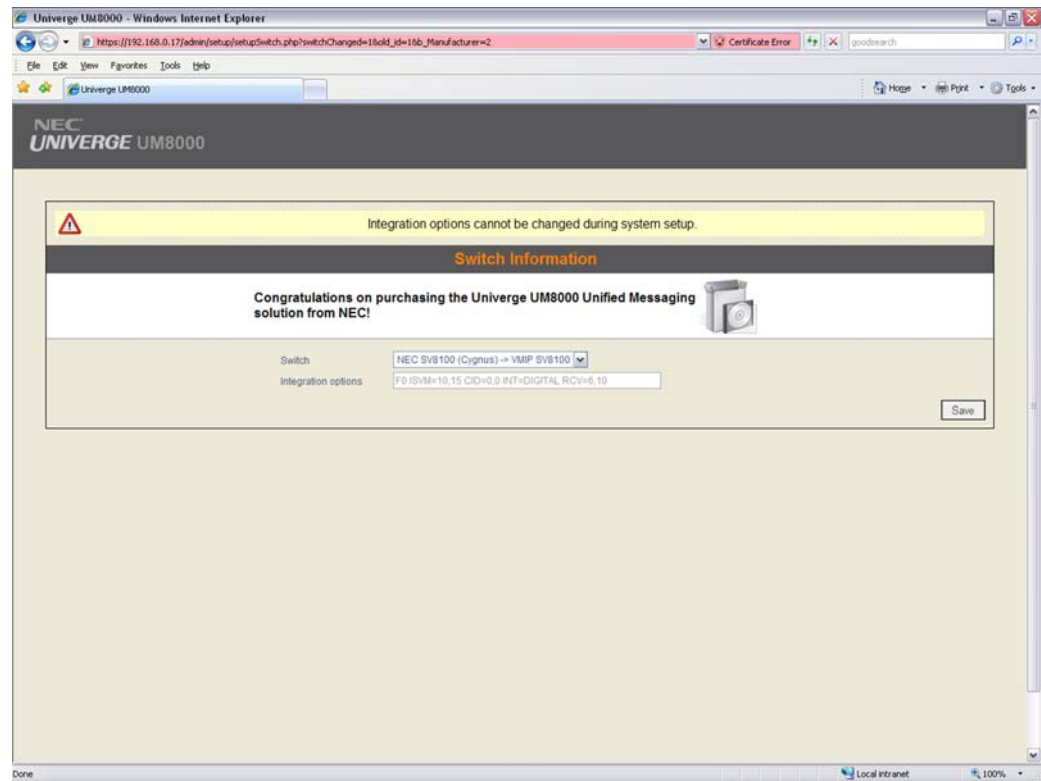 Univerge UM8000 - Windows Internet Explorer
https://192.168.0.17/admin/setup/setupSwitch.php?switchChanged=1&old_id=1&b_Manufacturer=2
Certificate Error
goodsearch
File Edit View Favorites Tools Help
Univerge UM8000
Home Print Tools
NEC
UNIVERGE UM8000
Integration options cannot be changed during system setup.
Switch Information
Congratulations on purchasing the Univerge UM8000 Unified Messaging
solution from NEC!
Switch NEC SV8100 (Cygnus) -> VMIP SV8100
Integration options F0 ISVM=10,15 CID=0,0 INT=DIGITAL RCV=6,10
Save
Done Local intranet 100%